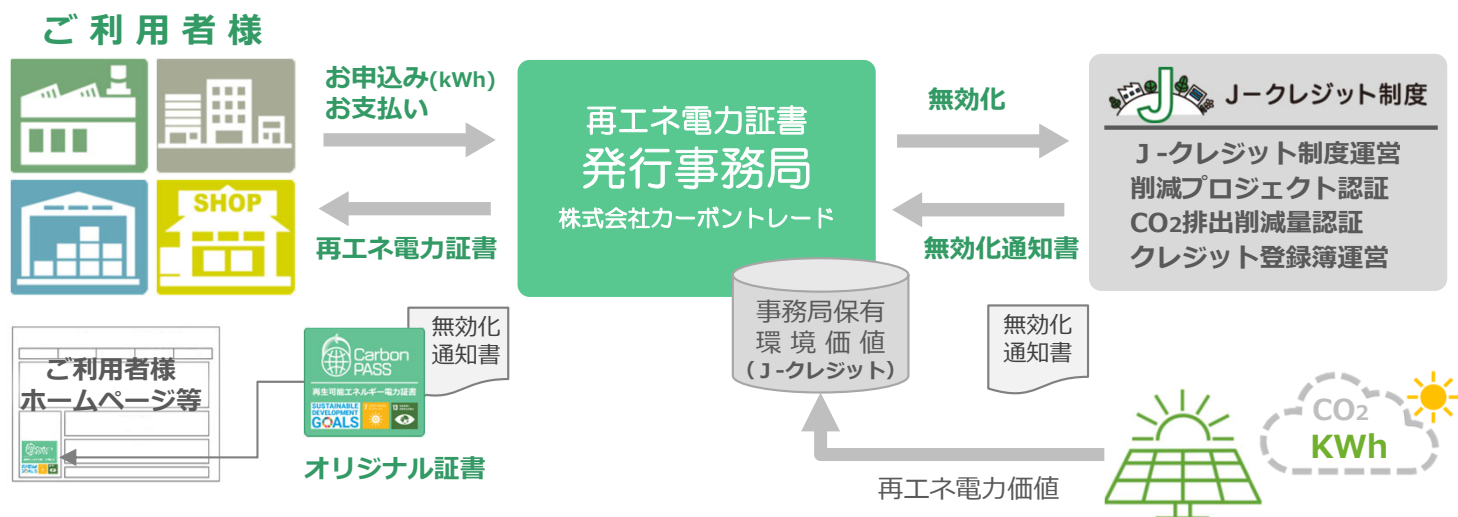 ご利用者様
SHOP
お申込み(kWh)
お支払い
再エネ電力証書
再エネ電力証書
発行事務局
株式会社カーボントレード
無効化
無効化通知書
J-クレジット制度
J-クレジット制度運営
削減プロジェクト認証
CO2排出削減量認証
クレジット登録簿運営
事務局保有
環境価値
(J-クレジット)
無効化
通知書
無効化
通知書
ご利用者様
ホームページ等
Carbon
PASS
再生可能エネルギー電力証書
SUSTAINABLE
DEVELOPMENT
GOALS
オリジナル証書
再エネ電力価値
CO2
KWh